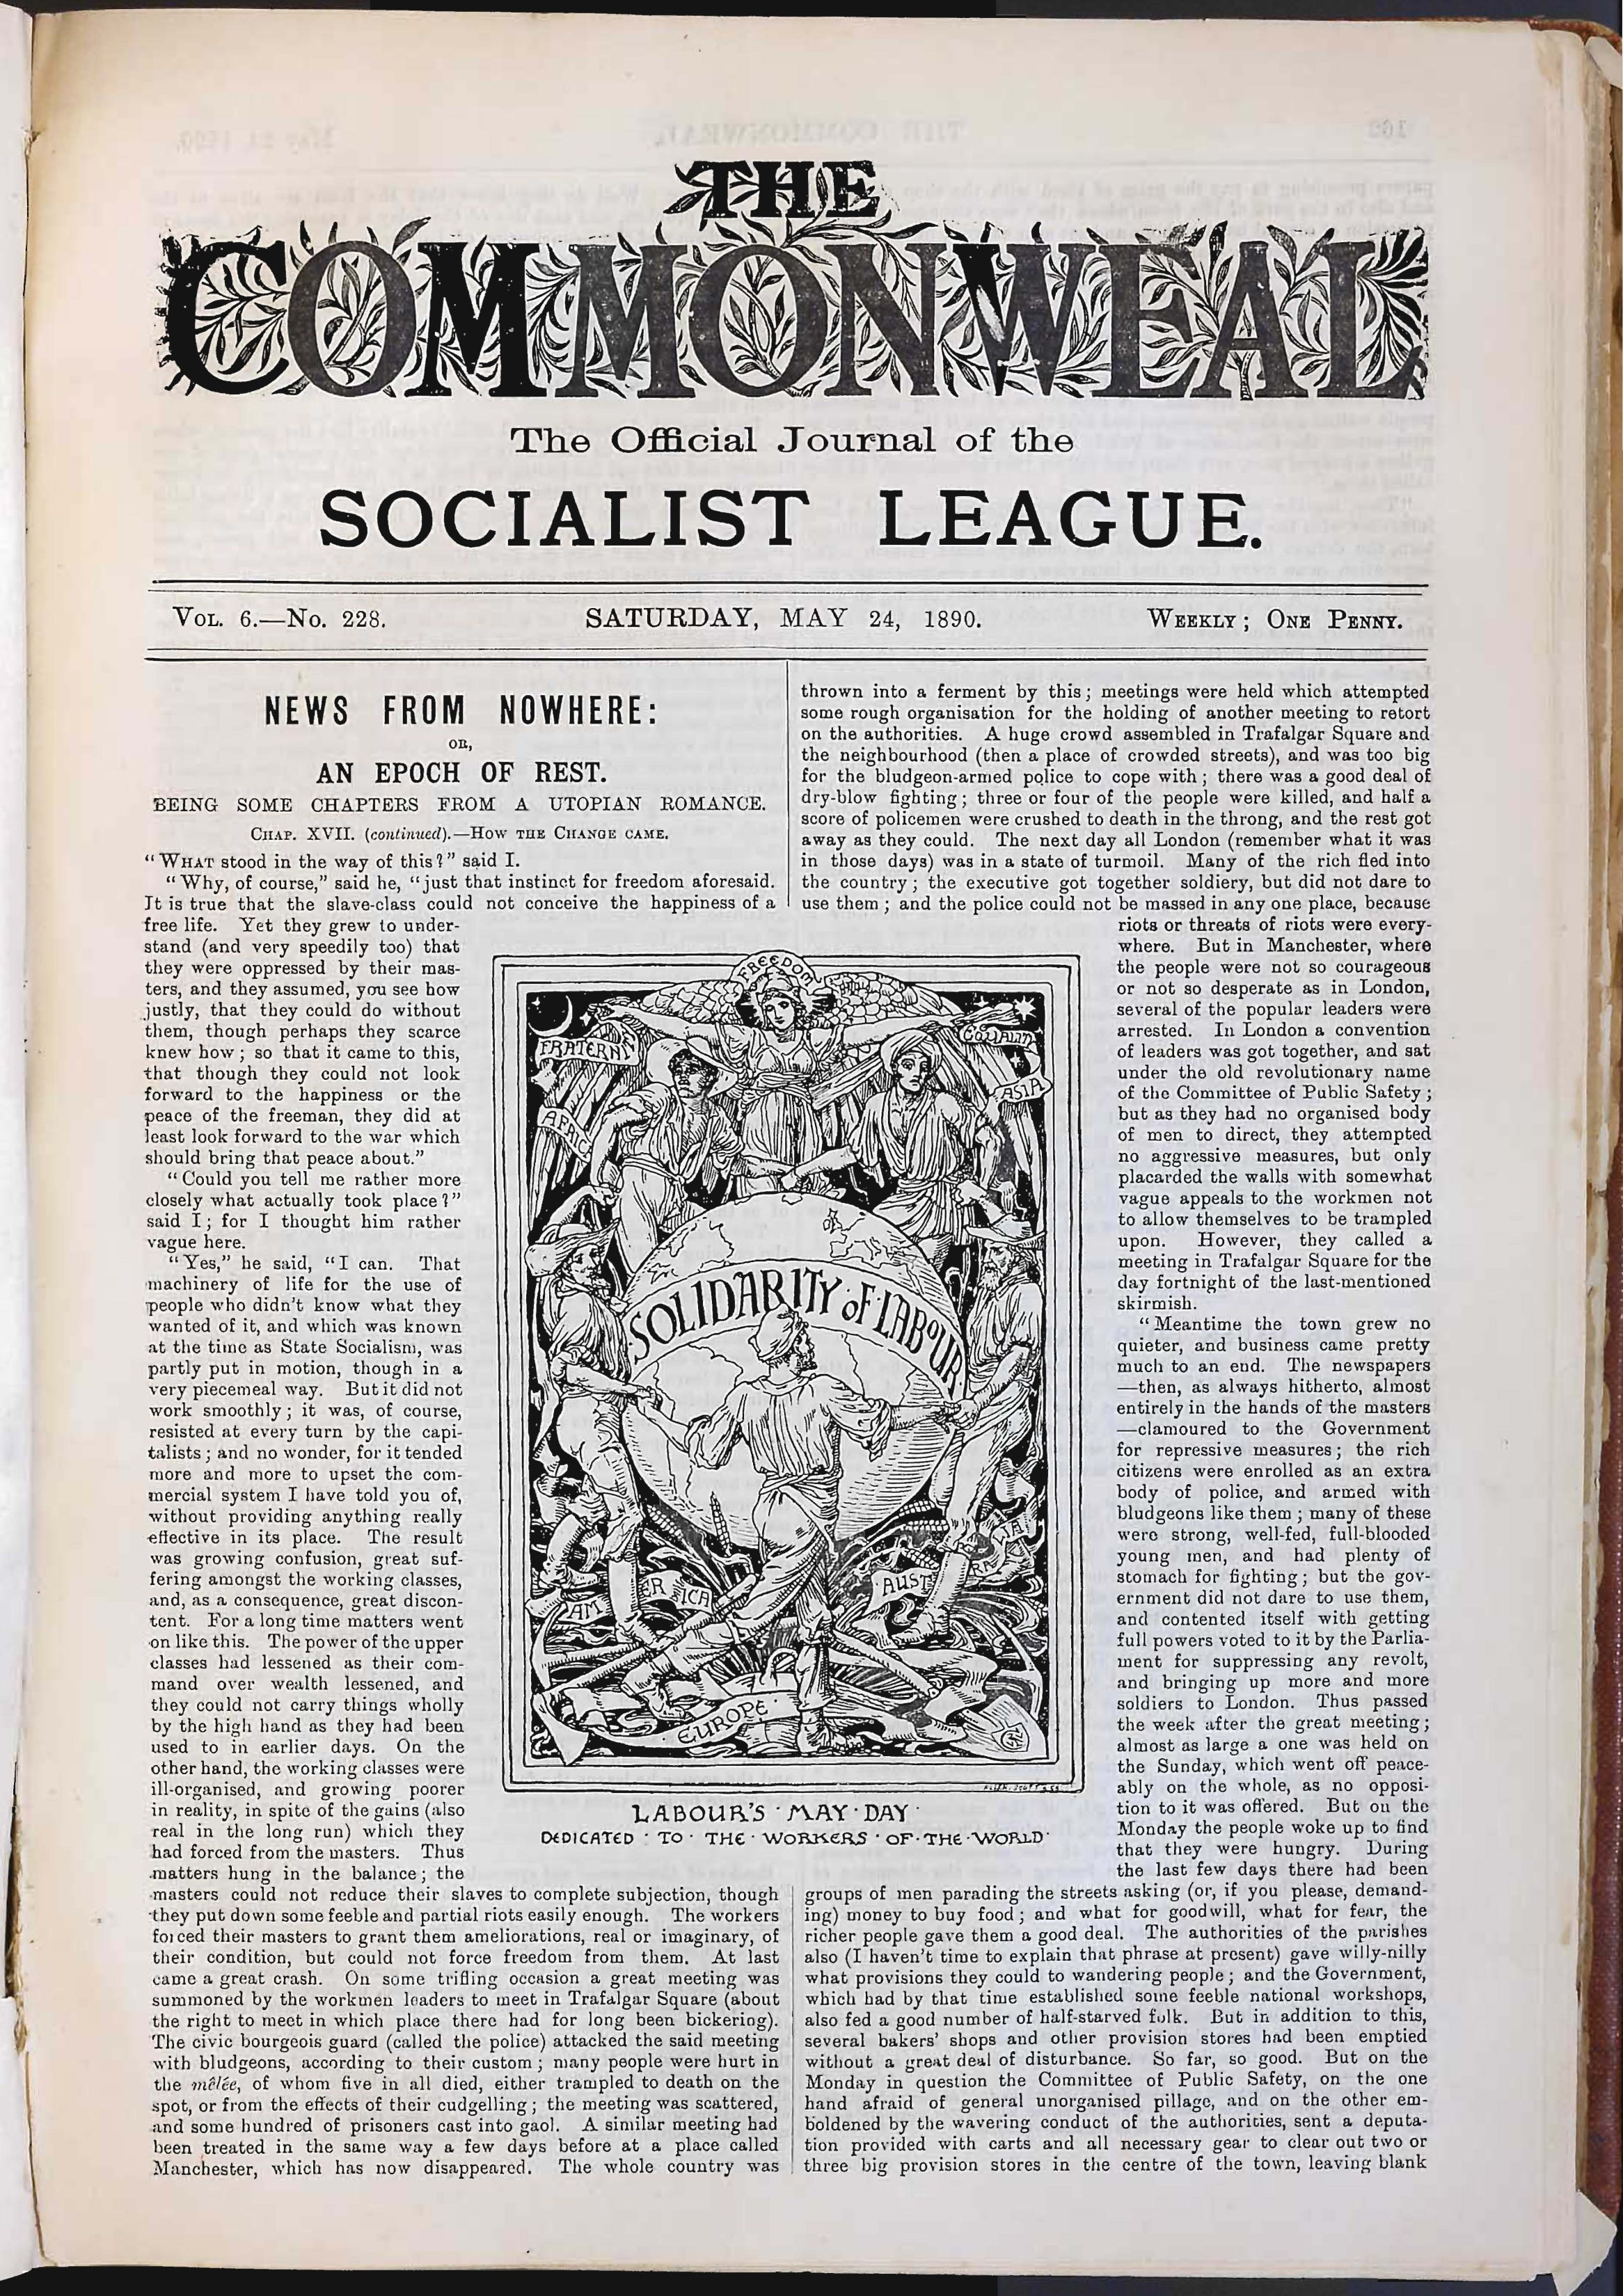 THE
COMMONWEAL
The Official Journal of the
SOCIALIST LEAGUE.
VOL. 6.—No. 228.
SATURDAY, MAY 24, 1890.
WEEKLY; ONE PENNY.
NEWS FROM NOWHERE:
OR,
AN EPOCH OF REST.
BEING SOME CHAPTERS FROM A UTOPIAN ROMANCE.
CHAP. XVII. (continued).—HOW THE CHANGE CAME.
"WHAT stood in the way of this?" said I.
"Why, of course," said he, "just that instinct for freedom aforesaid.
It is true that the slave-class could not conceive the happiness of a
free life. Yet they grew to under-
stand (and very speedily too) that
they were oppressed by their mas-
ters, and they assumed, you see how
justly, that they could do without
them, though perhaps they scarce
knew how; so that it came to this,
that though they could not look
forward to the happiness or the
peace of the freeman, they did at
least look forward to the war which
should bring that peace about."
"Could you tell me rather more
closely what actually took place?"
said I; for I thought him rather
vague here.
"Yes," he said, "I can. That
machinery of life for the use of
people who didn't know what they
wanted of it, and which was known
at the time as State Socialism, was
partly put in motion, though in a
very piecemeal way. But it did not
work smoothly; it was, of course,
resisted at every turn by the capi-
talists; and no wonder, for it tended
more and more to upset the com-
mercial system I have told you of,
without providing anything really
effective in its place. The result
was growing confusion, great suf-
fering amongst the working classes,
and, as a consequence, great discon-
tent. For a long time matters went
on like this. The power of the upper
classes had lessened as their com-
mand over wealth lessened, and
they could not carry things wholly
by the high hand as they had been
used to in earlier days. On the
other hand, the working classes were
ill-organised, and growing poorer
in reality, in spite of the gains (also
real in the long run) which they
had forced from the masters. Thus
matters hung in the balance; the
masters could not reduce their slaves to complete subjection, though
they put down some feeble and partial riots easily enough. The workers
forced their masters to grant them ameliorations, real or imaginary, of
their condition, but could not force freedom from them. At last
came a great crash. On some trifling occasion a great meeting was
summoned by the workmen leaders to meet in Trafalgar Square (about
the right to meet in which place there had for long been bickering).
The civic bourgeois guard (called the police) attacked the said meeting
with bludgeons, according to their custom; many people were hurt in
the mêlée, of whom five in all died, either trampled to death on the
spot, or from the effects of their cudgelling; the meeting was scattered,
and some hundred of prisoners cast into gaol. A similar meeting had
been treated in the same way a few days before at a place called
Manchester, which has now disappeared. The whole country was
FREEDOM
FRATERNITY
EQUALITY
AFRICA
ASIA
SOLIDARITY OF LABOUR
AMERICA
AUSTRALIA
EUROPE
LABOUR'S · MAY · DAY ·
DEDICATED · TO · THE · WORKERS · OF · THE · WORLD ·
thrown into a ferment by this; meetings were held which attempted
some rough organisation for the holding of another meeting to retort
on the authorities. A huge crowd assembled in Trafalgar Square and
the neighbourhood (then a place of crowded streets), and was too big
for the bludgeon-armed police to cope with; there was a good deal of
dry-blow fighting; three or four of the people were killed, and half a
score of policemen were crushed to death in the throng, and the rest got
away as they could. The next day all London (remember what it was
in those days) was in a state of turmoil. Many of the rich fled into
the country; the executive got together soldiery, but did not dare to
use them; and the police could not be massed in any one place, because
riots or threats of riots were every-
where. But in Manchester, where
the people were not so courageous
or not so desperate as in London,
several of the popular leaders were
arrested. In London a convention
of leaders was got together, and sat
under the old revolutionary name
of the Committee of Public Safety;
but as they had no organised body
of men to direct, they attempted
no aggressive measures, but only
placarded the walls with somewhat
vague appeals to the workmen not
to allow themselves to be trampled
upon. However, they called a
meeting in Trafalgar Square for the
day fortnight of the last-mentioned
skirmish.
"Meantime the town grew no
quieter, and business came pretty
much to an end. The newspapers
—then, as always hitherto, almost
entirely in the hands of the masters
—clamoured to the Government
for repressive measures; the rich
citizens were enrolled as an extra
body of police, and armed with
bludgeons like them; many of these
were strong, well-fed, full-blooded
young men, and had plenty of
stomach for fighting; but the gov-
ernment did not dare to use them,
and contented itself with getting
full powers voted to it by the Parlia-
ment for suppressing any revolt,
and bringing up more and more
soldiers to London. Thus passed
the week after the great meeting;
almost as large a one was held on
the Sunday, which went off peace-
ably on the whole, as no opposi-
tion to it was offered. But on the
Monday the people woke up to find
that they were hungry. During
the last few days there had been
groups of men parading the streets asking (or, if you please, demand-
ing) money to buy food; and what for goodwill, what for fear, the
richer people gave them a good deal. The authorities of the parishes
also (I haven't time to explain that phrase at present) gave willy-nilly
what provisions they could to wandering people; and the Government,
which had by that time established some feeble national workshops,
also fed a good number of half-starved folk. But in addition to this,
several bakers' shops and other provision stores had been emptied
without a great deal of disturbance. So far, so good. But on the
Monday in question the Committee of Public Safety, on the one
hand afraid of general unorganised pillage, and on the other em-
boldened by the wavering conduct of the authorities, sent a deputa-
tion provided with carts and all necessary gear to clear out two or
three big provision stores in the centre of the town, leaving blank